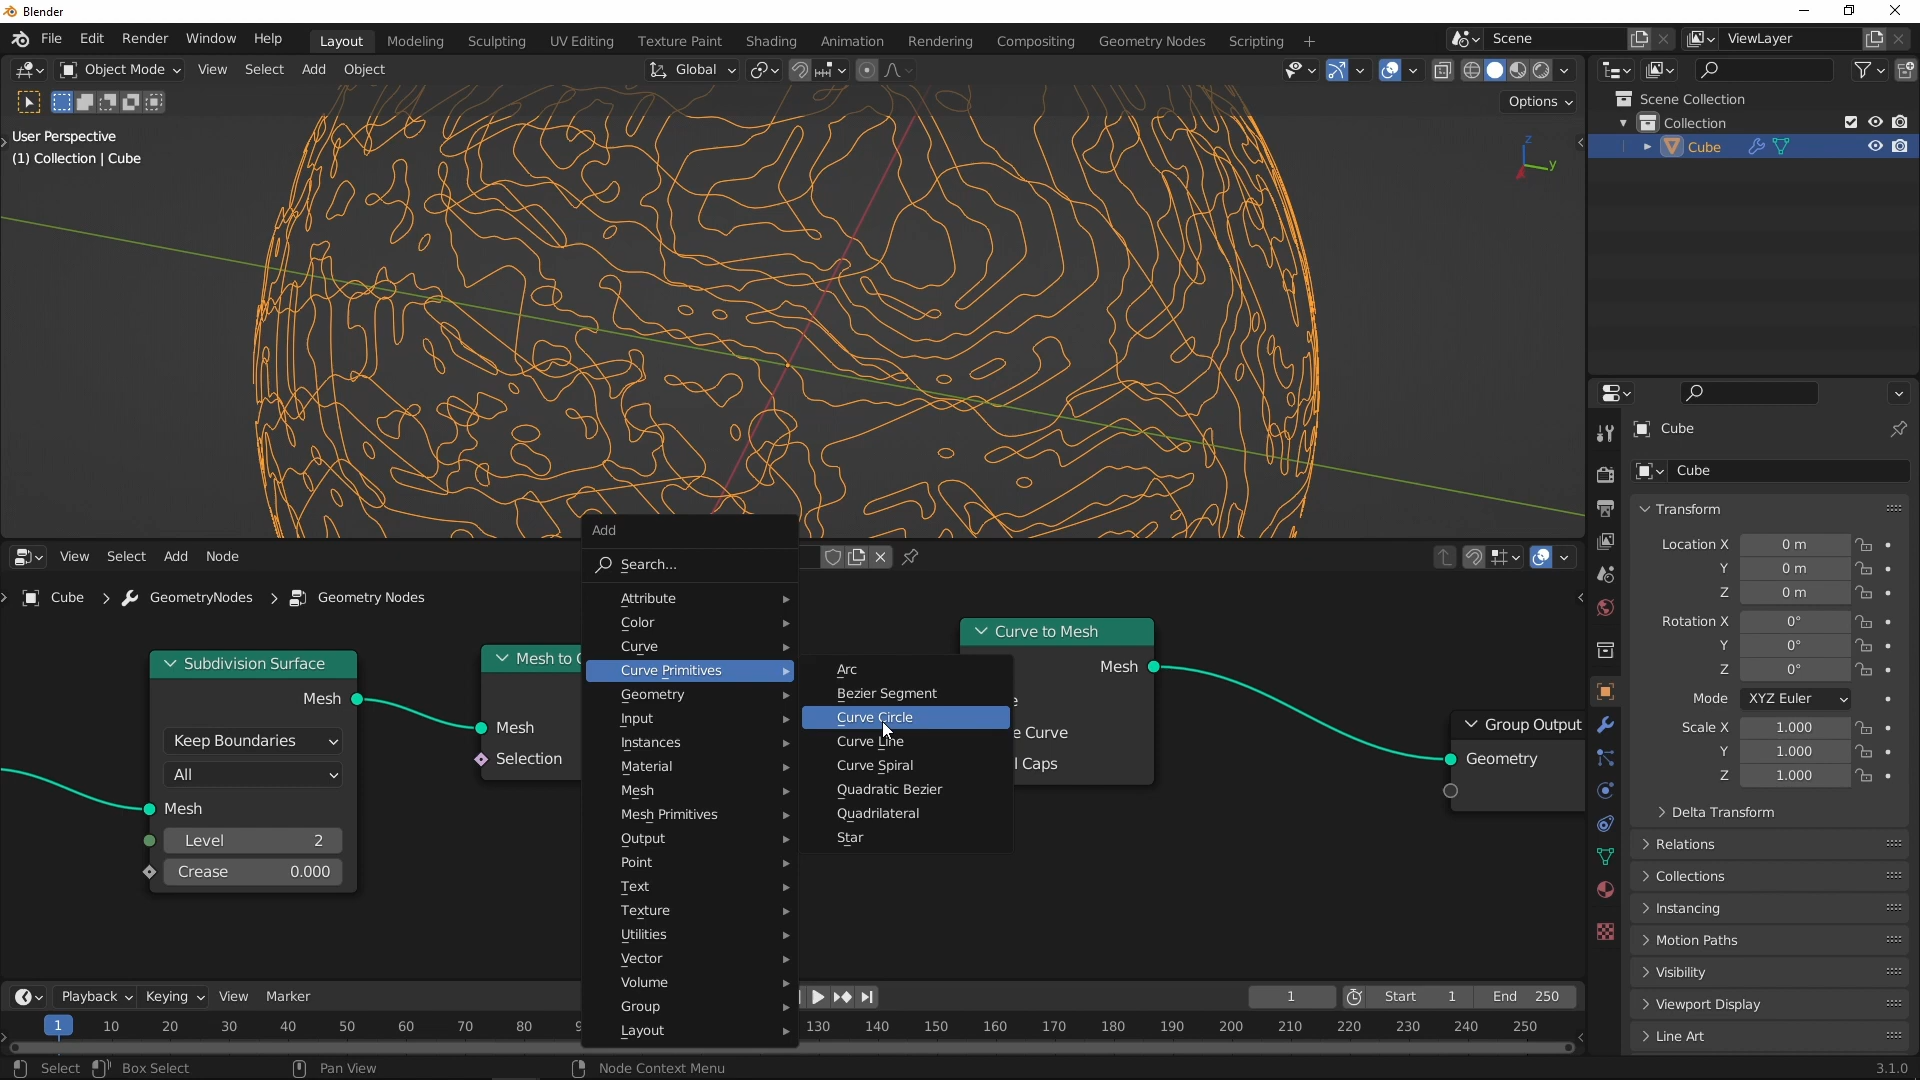 Blender
File Edit Render Window Help Layout Modeling Sculpting UV Editing Texture Paint Shading Animation Rendering Compositing Geometry Nodes Scripting + Scene ViewLayer
Object Mode View Select Add Object Global
Options
User Perspective
(1) Collection | Cube
z
y
Scene Collection
Collection
Cube
Cube
Cube
Transform
Location X 0 m
Y 0 m
Z 0 m
Rotation X 0°
Y 0°
Z 0°
Mode XYZ Euler
Scale X 1.000
Y 1.000
Z 1.000
Delta Transform
Relations
Collections
Instancing
Motion Paths
Visibility
Viewport Display
Line Art
View Select Add Node
Cube > GeometryNodes > Geometry Nodes
Subdivision Surface
Mesh
Keep Boundaries
All
Mesh
Level 2
Crease 0.000
Mesh to C
Mesh
Selection
Add
Search...
Attribute
Color
Curve
Curve Primitives
Geometry
Input
Instances
Material
Mesh
Mesh Primitives
Output
Point
Text
Texture
Utilities
Vector
Volume
Group
Layout
Arc
Bezier Segment
Curve Circle
Curve Line
Curve Spiral
Quadratic Bezier
Quadrilateral
Star
Curve to Mesh
Mesh
e
e Curve
l Caps
Group Output
Geometry
Playback Keying View Marker 1 Start 1 End 250
1 10 20 30 40 50 60 70 80 9 130 140 150 160 170 180 190 200 210 220 230 240 250
Select Box Select Pan View Node Context Menu 3.1.0